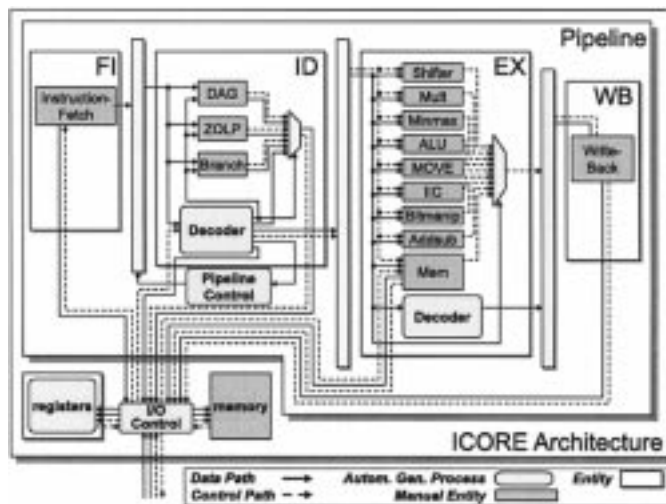 Pipeline
FI
ID
EX
WB
Instruction-
Fetch
DAG
ZOLP
Branch
Decoder
Pipeline
Control
Shifter
Mult
Minmax
ALU
MOVE
IIC
Bitmanip
Addsub
Mem
Decoder
Write-
Back
registers
I/O
Control
memory
ICORE Architecture
Data Path
Autom. Gen. Process
Entity
Control Path
Manual Entity